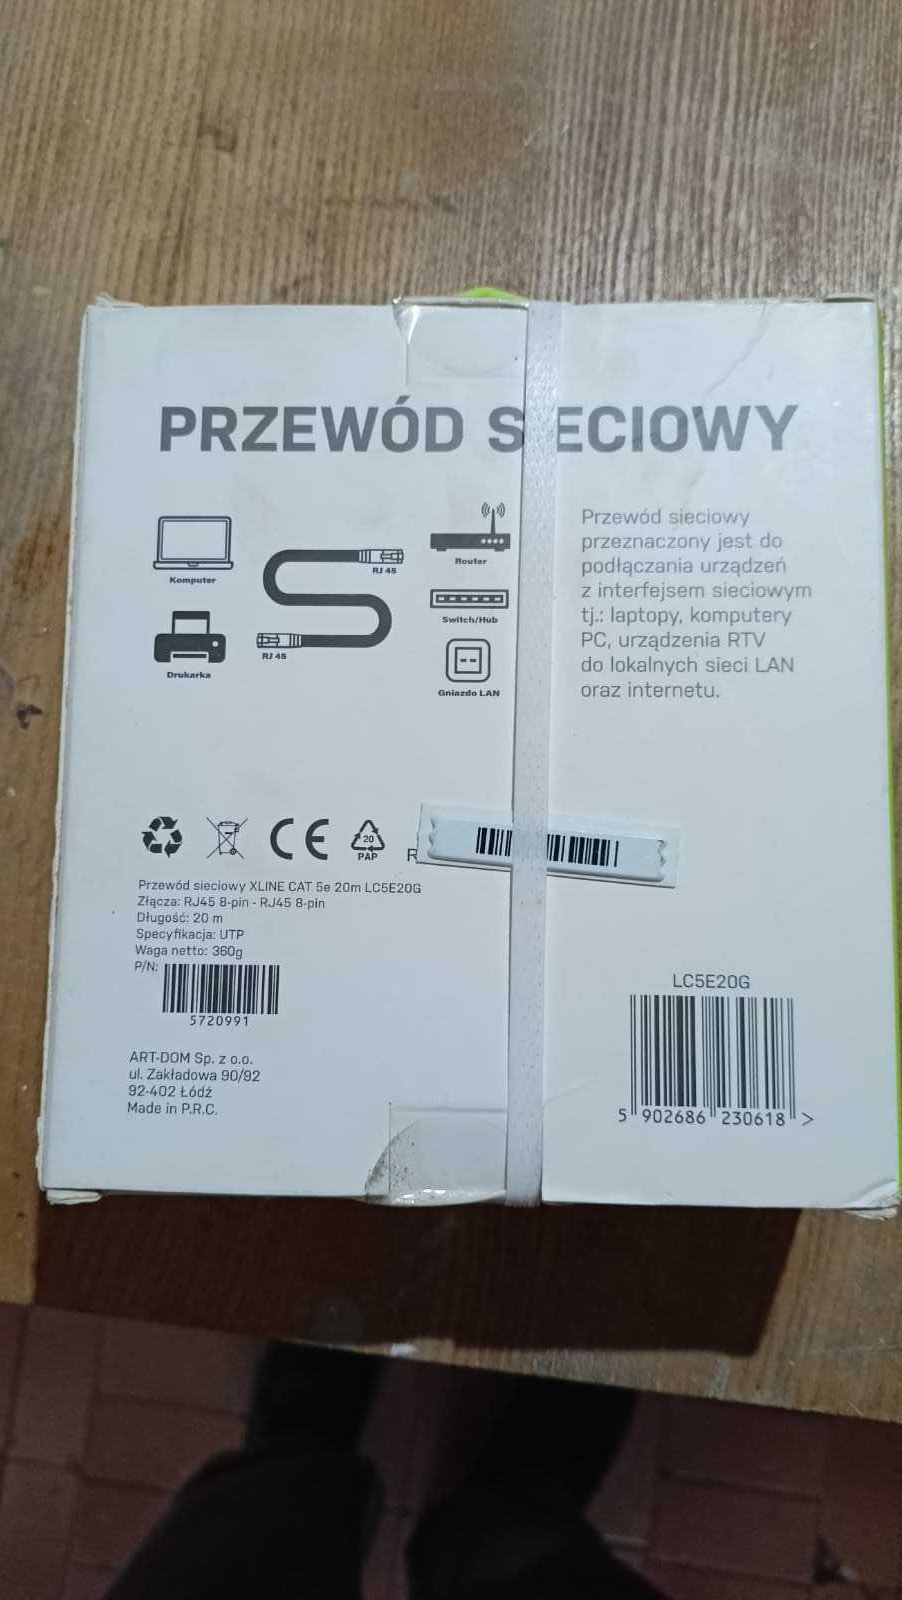 PRZEWÓD SIECIOWY
Komputer
RJ 45
Router
Switch/Hub
Drukarka
RJ 45
Gniazdo LAN
Przewód sieciowy
przeznaczony jest do
podłączania urządzeń
z interfejsem sieciowym
tj.: laptopy, komputery
PC, urządzenia RTV
do lokalnych sieci LAN
oraz internetu.
CE
20
PAP
R
Przewód sieciowy XLINE CAT 5e 20m LC5E20G
Złącza: RJ45 8-pin - RJ45 8-pin
Długość: 20 m
Specyfikacja: UTP
Waga netto: 360g
P/N:
5720991
ART-DOM Sp. z o.o.
ul. Zakładowa 90/92
92-402 Łódź
Made in P.R.C.
LC5E20G
5 902686 230618 >